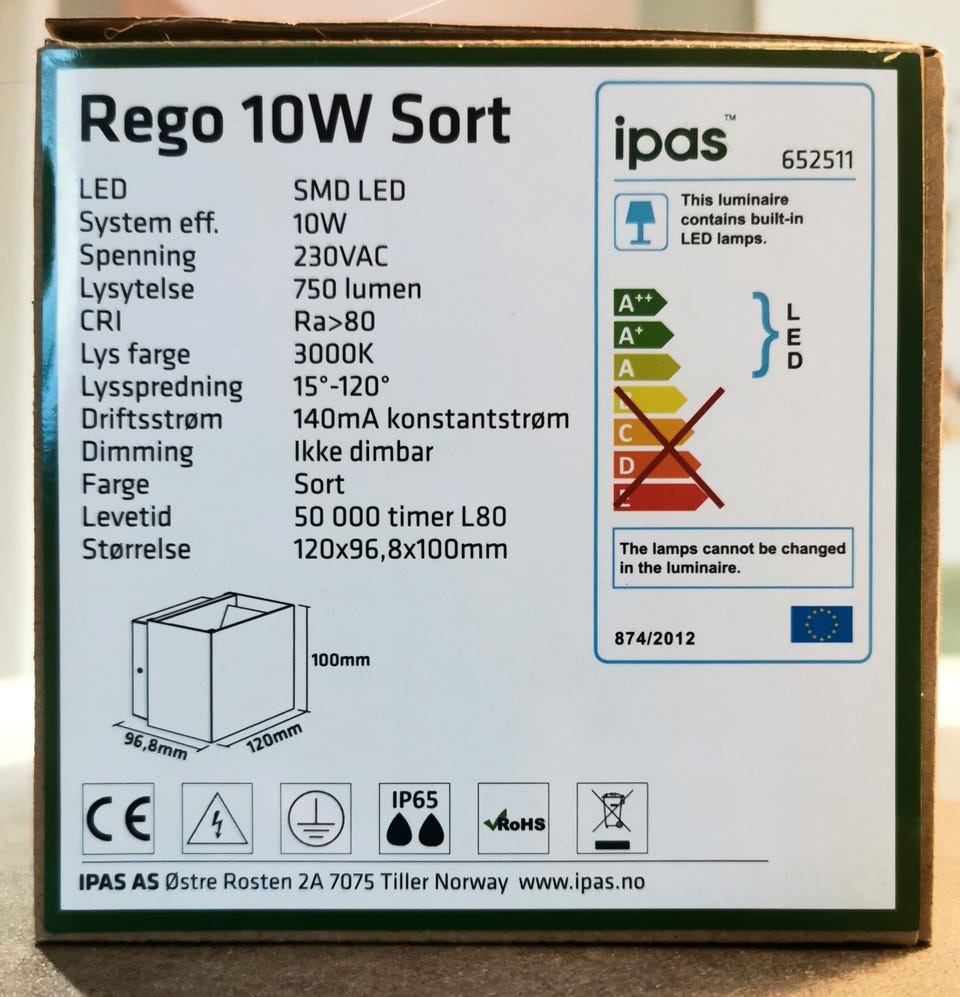 Rego 10W Sort
LED SMD LED
System eff. 10W
Spenning 230VAC
Lysytelse 750 lumen
CRI Ra>80
Lys farge 3000K
Lysspredning 15°-120°
Driftsstrøm 140mA konstantstrøm
Dimming Ikke dimbar
Farge Sort
Levetid 50 000 timer L80
Størrelse 120x96,8x100mm
100mm
96,8mm
120mm
ipas™
652511
This luminaire
contains built-in
LED lamps.
A++
A+
A
C
D
L
E
D
The lamps cannot be changed
in the luminaire.
874/2012
CE
IP65
RoHS
IPAS AS Østre Rosten 2A 7075 Tiller Norway www.ipas.no